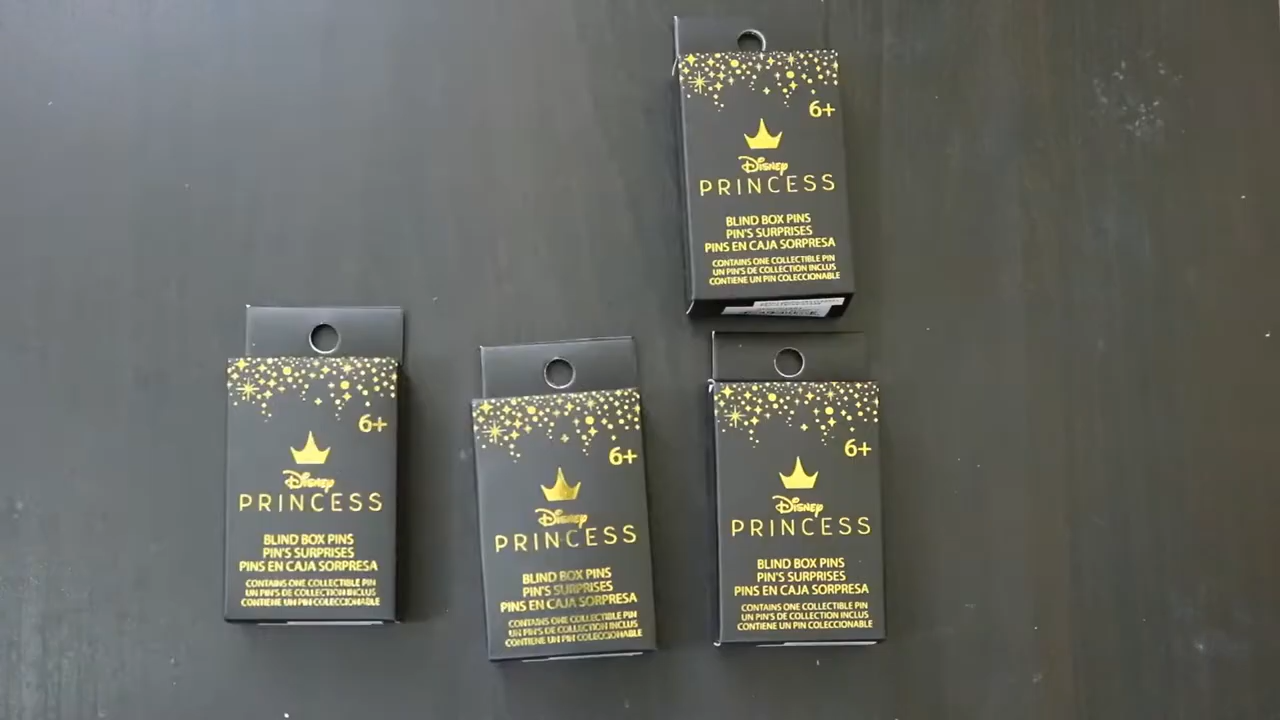 6+
Disney
PRINCESS
BLIND BOX PINS
PIN'S SURPRISES
PINS EN CAJA SORPRESA
CONTAINS ONE COLLECTIBLE PIN
UN PIN'S DE COLLECTION INCLUS
CONTIENE UN PIN COLECCIONABLE
6+
Disney
PRINCESS
BLIND BOX PINS
PIN'S SURPRISES
PINS EN CAJA SORPRESA
CONTAINS ONE COLLECTIBLE PIN
UN PIN'S DE COLLECTION INCLUS
CONTIENE UN PIN COLECCIONABLE
6+
Disney
PRINCESS
BLIND BOX PINS
PIN'S SURPRISES
PINS EN CAJA SORPRESA
CONTAINS ONE COLLECTIBLE PIN
UN PIN'S DE COLLECTION INCLUS
CONTIENE UN PIN COLECCIONABLE
6+
Disney
PRINCESS
BLIND BOX PINS
PIN'S SURPRISES
PINS EN CAJA SORPRESA
CONTAINS ONE COLLECTIBLE PIN
UN PIN'S DE COLLECTION INCLUS
CONTIENE UN PIN COLECCIONABLE